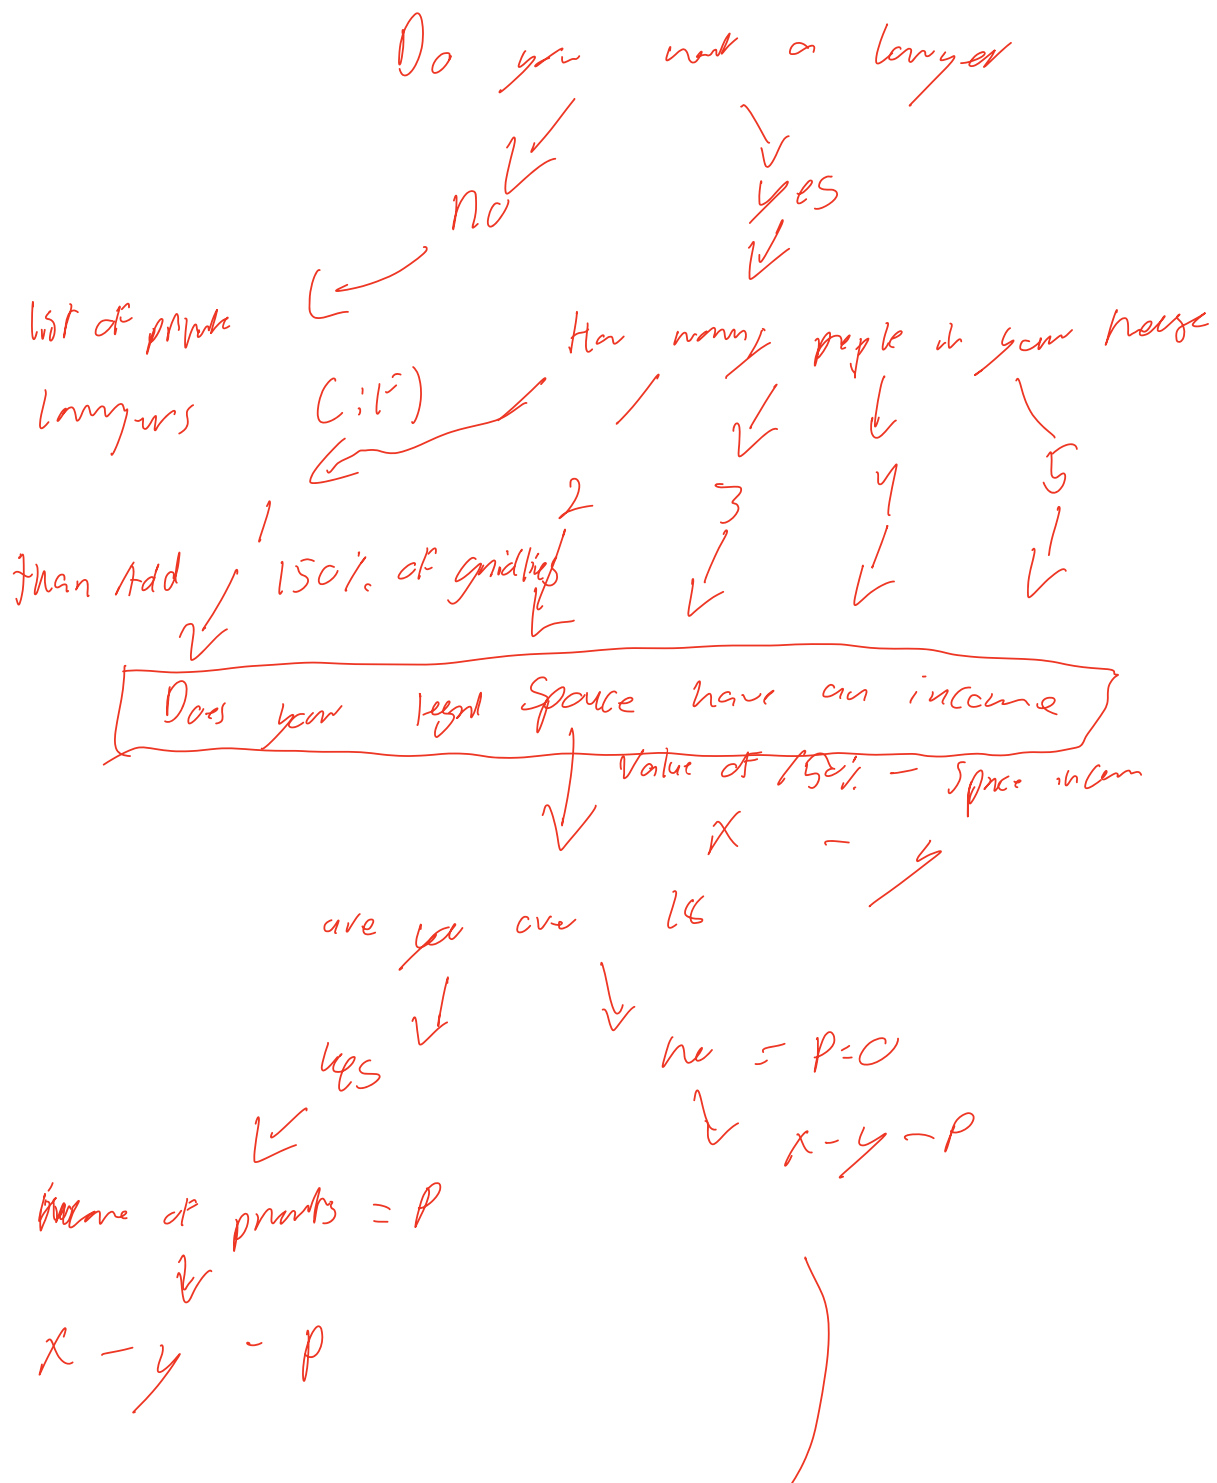 Do you want a lawyer
no
yes
list of private
lawyers
(if)
How many people in your house
1
2
3
4
5
than Add 150% of guidlines
Does your legal Spouce have an income
Value of 150% - Spouce incom
x - y
are you over 18
yes
no = P=0
x - y - P
income of parents = P
x - y - p